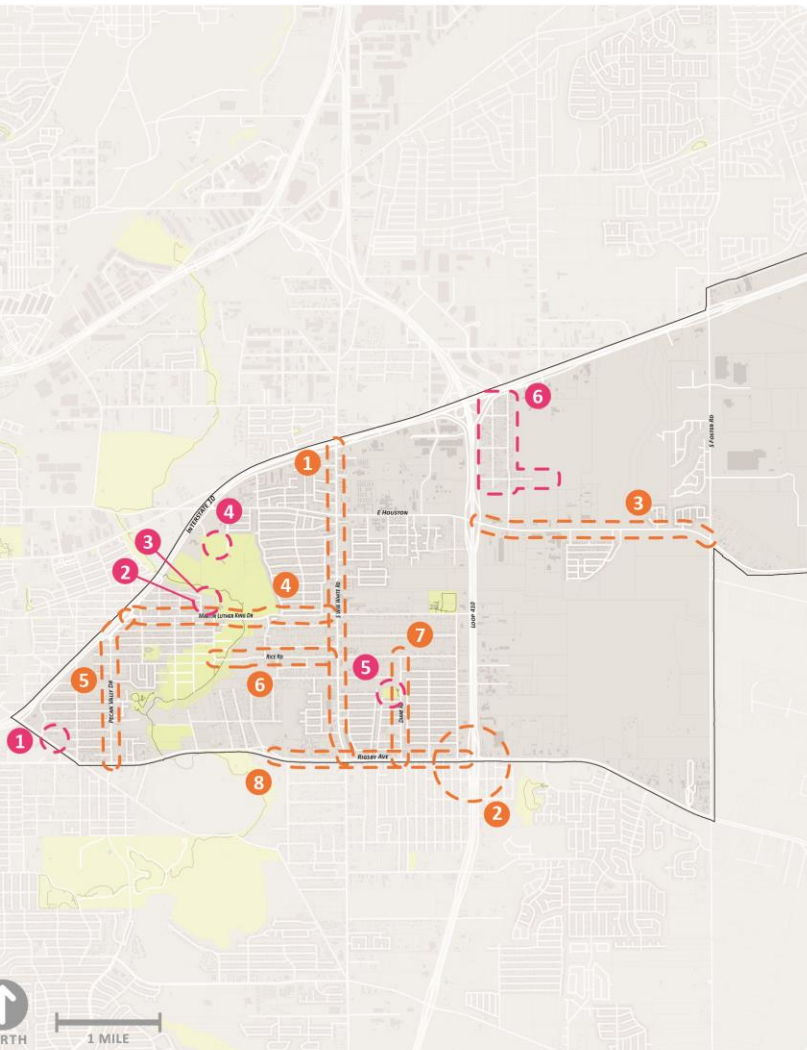 6
S FOSTER RD
1
INTERSTATE 10
4
E HOUSTON
3
3
2
4
S WW WHITE RD
MARTIN LUTHER KING DR
LOOP 410
7
5
PECAN VALLEY DR
RICE RD
6
5
DIANE RD
1
8
RIGSBY AVE
2
RTH
1 MILE